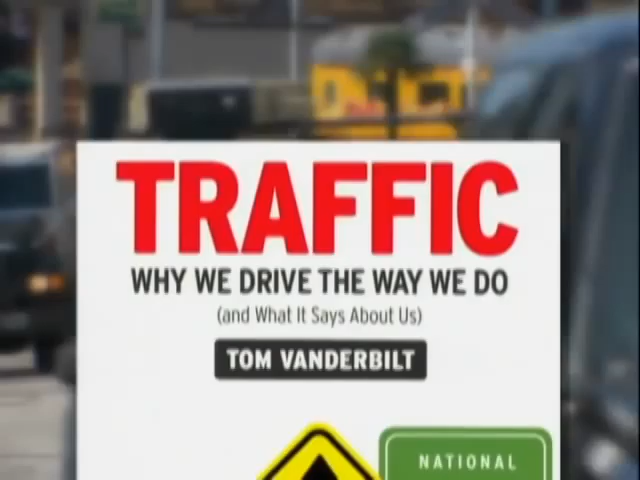 TRAFFIC
WHY WE DRIVE THE WAY WE DO
(and What It Says About Us)
TOM VANDERBILT
NATIONAL